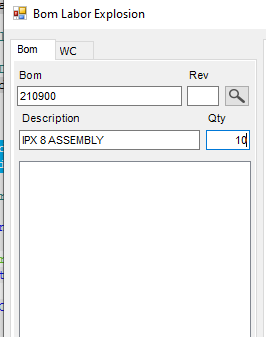 Bom Labor Explosion
Bom WC
Bom Rev
210900
Description Qty
IPX 8 ASSEMBLY 10